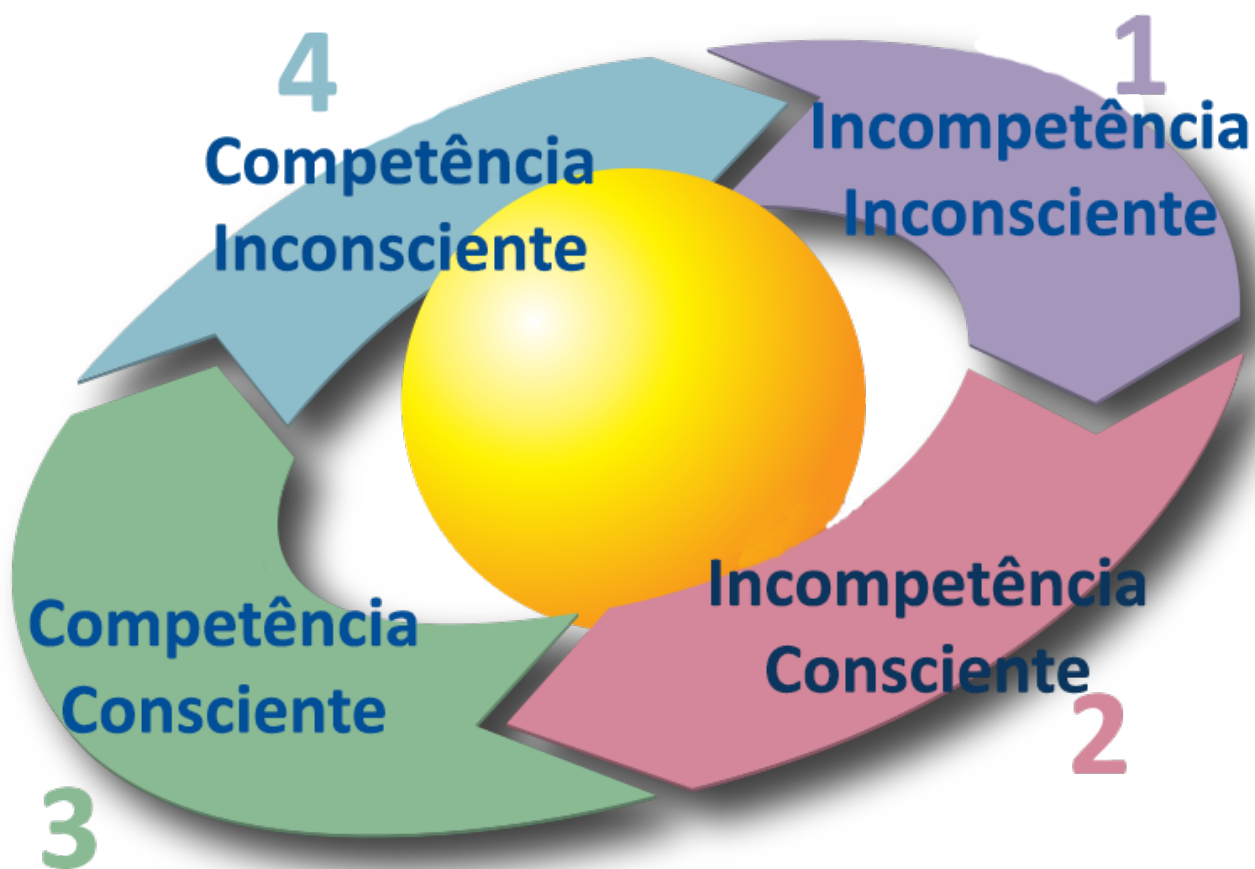 1
Incompetência
Inconsciente
2
Incompetência
Consciente
3
Competência
Consciente
4
Competência
Inconsciente